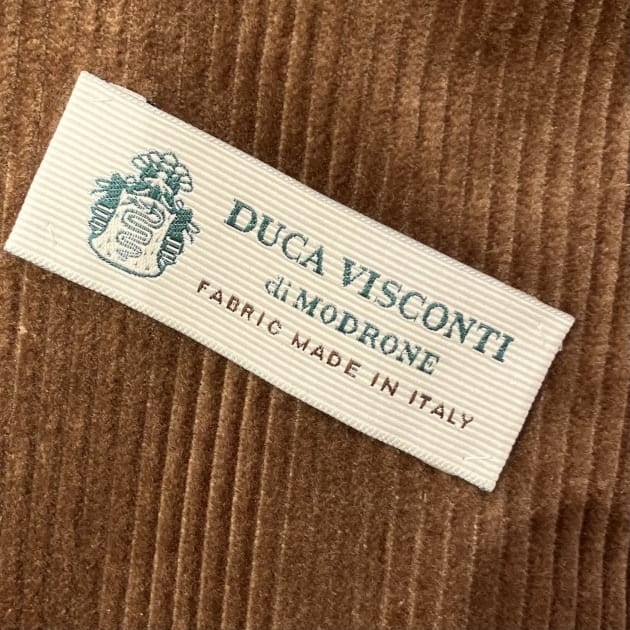 DUCA VISCONTI
di MODRONE
FABRIC MADE IN ITALY